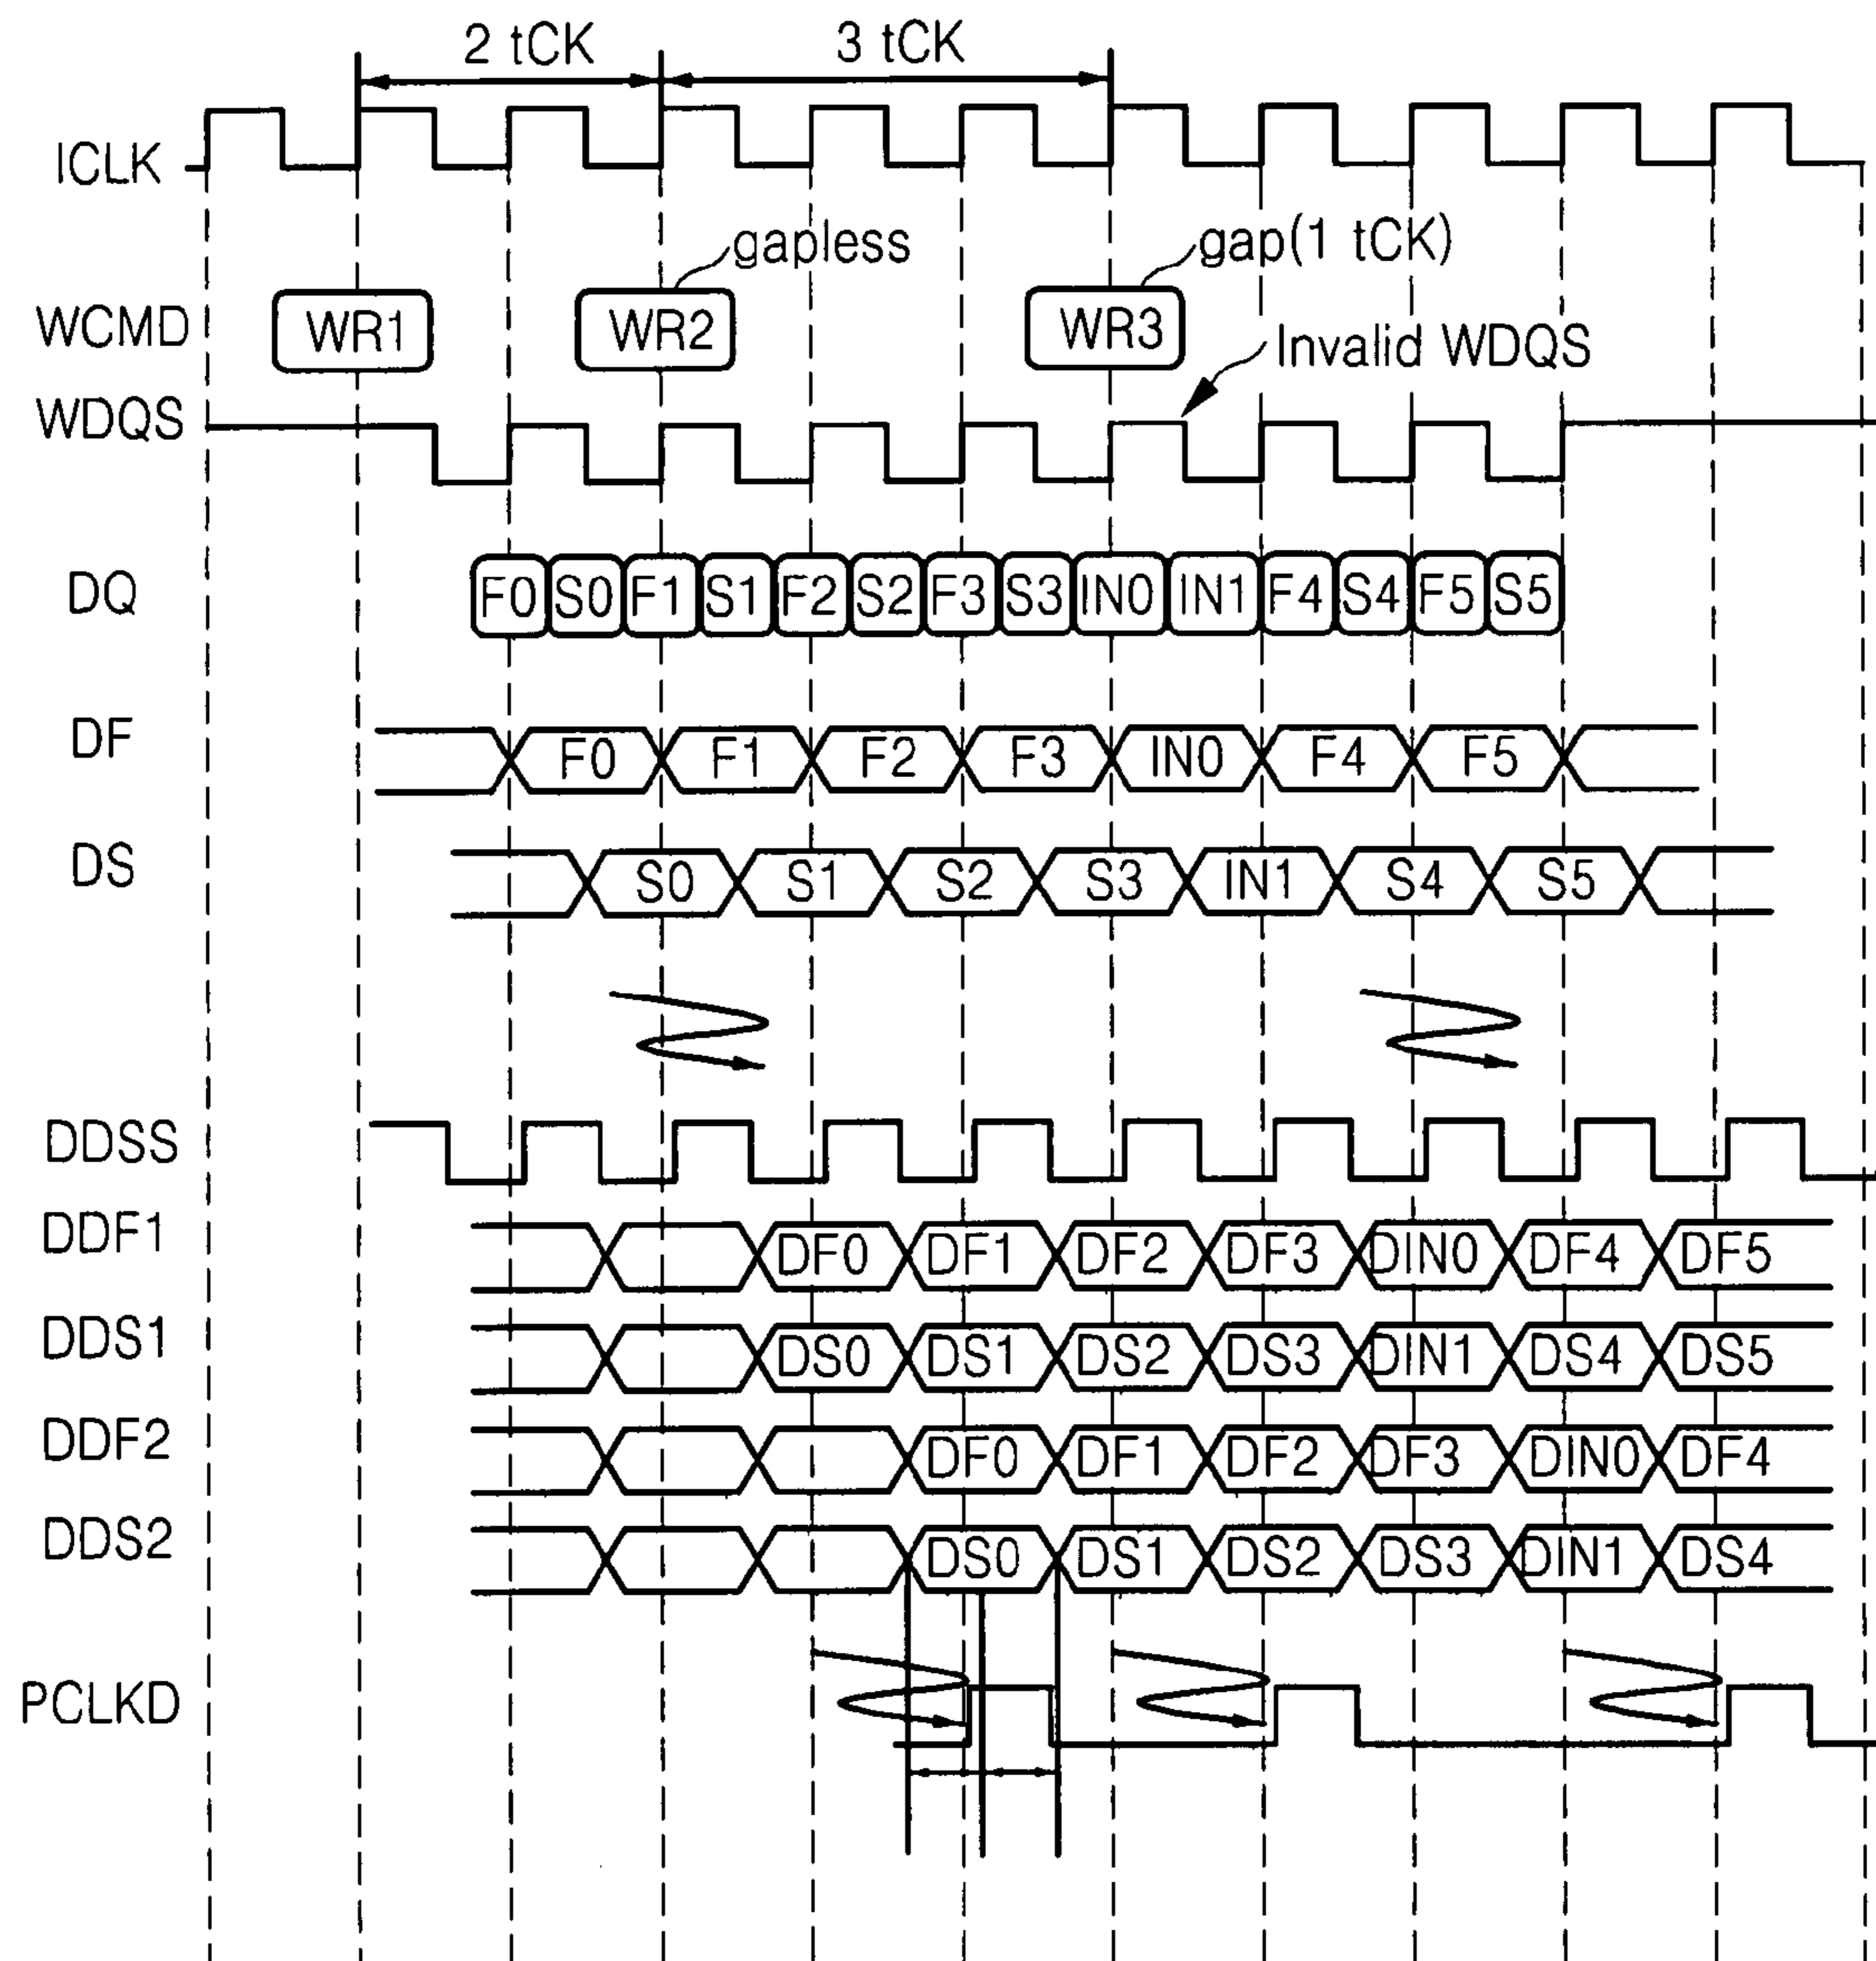 2 tCK 3 tCK
ICLK
gapless gap(1 tCK)
WCMD WR1 WR2 WR3 Invalid WDQS
WDQS
DQ F0 S0 F1 S1 F2 S2 F3 S3 IN0 IN1 F4 S4 F5 S5
DF F0 F1 F2 F3 IN0 F4 F5
DS S0 S1 S2 S3 IN1 S4 S5
DDSS
DDF1 DF0 DF1 DF2 DF3 DIN0 DF4 DF5
DDS1 DS0 DS1 DS2 DS3 DIN1 DS4 DS5
DDF2 DF0 DF1 DF2 DF3 DIN0 DF4
DDS2 DS0 DS1 DS2 DS3 DIN1 DS4
PCLKD